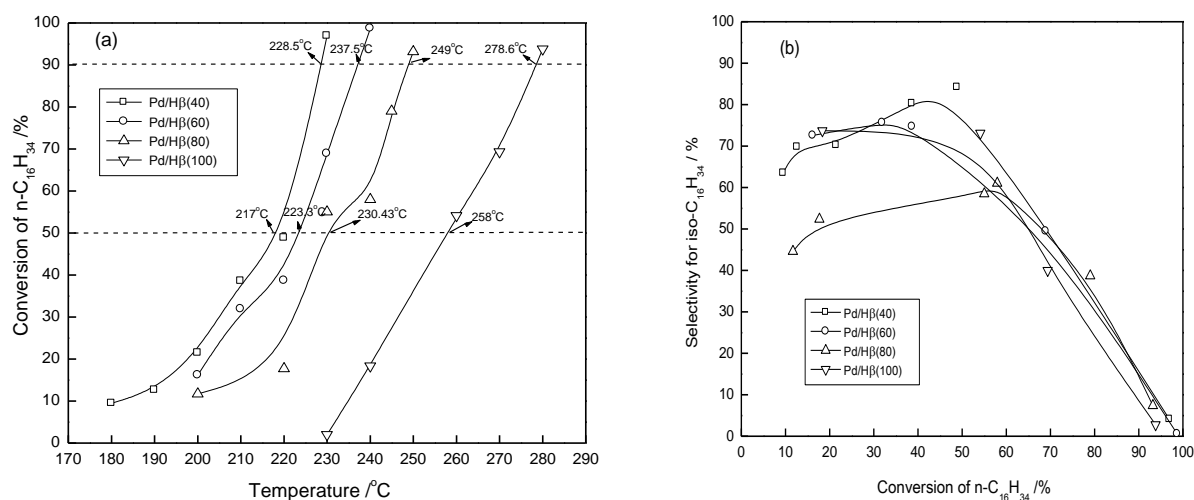 (a)
228.5°C
237.5°C
249°C
278.6°C
Pd/Hβ(40)
Pd/Hβ(60)
Pd/Hβ(80)
Pd/Hβ(100)
217°C
223.3°C
230.43°C
258°C
Conversion of n-C₁₆H₃₄ /%
100
90
80
70
60
50
40
30
20
10
0
170 180 190 200 210 220 230 240 250 260 270 280 290
Temperature /°C
(b)
Pd/Hβ(40)
Pd/Hβ(60)
Pd/Hβ(80)
Pd/Hβ(100)
Selectivity for iso-C₁₆H₃₄ / %
100
90
80
70
60
50
40
30
20
10
0
0 10 20 30 40 50 60 70 80 90 100
Conversion of n-C₁₆H₃₄ /%